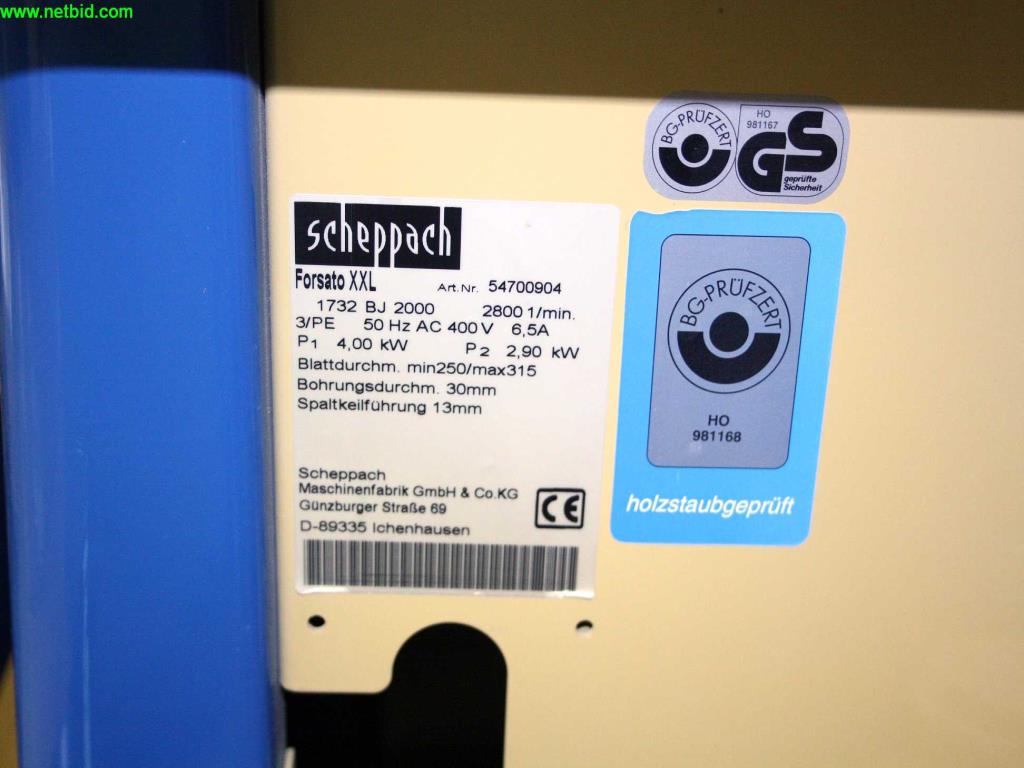 www.netbid.com
scheppach
Forsato XXL Art.Nr. 54700904
1732 BJ 2000 2800 1/min.
3/PE 50 Hz AC 400 V 6,5A
P1 4,00 kW P2 2,90 kW
Blattdurchm. min250/max315
Bohrungsdurchm. 30mm
Spaltkeilführung 13mm
Scheppach
Maschinenfabrik GmbH & Co.KG
Günzburger Straße 69
D-89335 Ichenhausen
CE
BG-PRÜFZERT
HO
981167
GS
geprüfte
Sicherheit
BG-PRÜFZERT
HO
981168
holzstaubgeprüft